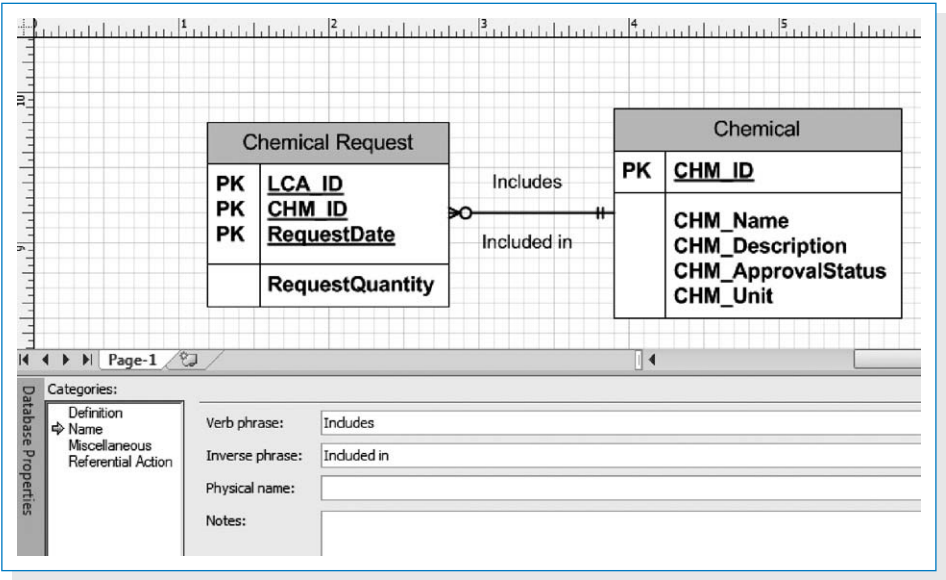 1 2 3 4 5
10
9
Chemical Request
PK LCA_ID
PK CHM_ID
PK RequestDate
RequestQuantity
Includes
Included in
Chemical
PK CHM_ID
CHM_Name
CHM_Description
CHM_ApprovalStatus
CHM_Unit
Page-1
Database Properties
Categories:
Definition
Name
Miscellaneous
Referential Action
Verb phrase: Includes
Inverse phrase: Included in
Physical name:
Notes: